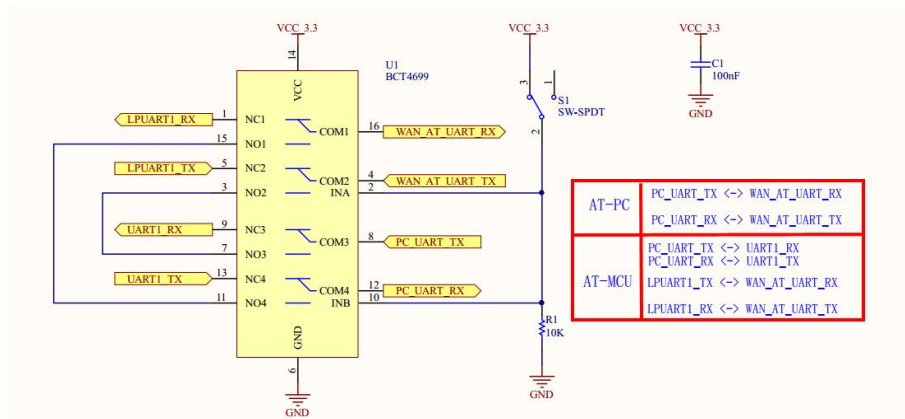 VCC_3.3
VCC_3.3
VCC_3.3
14
VCC
U1
BCT4699
3
1
S1
SW-SPDT
2
C1
100nF
GND
LPUART1_RX
1
NC1
15
NO1
COM1
16
WAN_AT_UART_RX
LPUART1_TX
5
NC2
3
NO2
COM2
4
WAN_AT_UART_TX
INA
2
UART1_RX
9
NC3
7
NO3
COM3
8
PC_UART_TX
UART1_TX
13
NC4
11
NO4
COM4
12
PC_UART_RX
INB
10
GND
6
GND
R1
10K
GND
AT-PC
PC_UART_TX <-> WAN_AT_UART_RX
PC_UART_RX <-> WAN_AT_UART_TX
AT-MCU
PC_UART_TX <-> UART1_RX
PC_UART_RX <-> UART1_TX
LPUART1_TX <-> WAN_AT_UART_RX
LPUART1_RX <-> WAN_AT_UART_TX